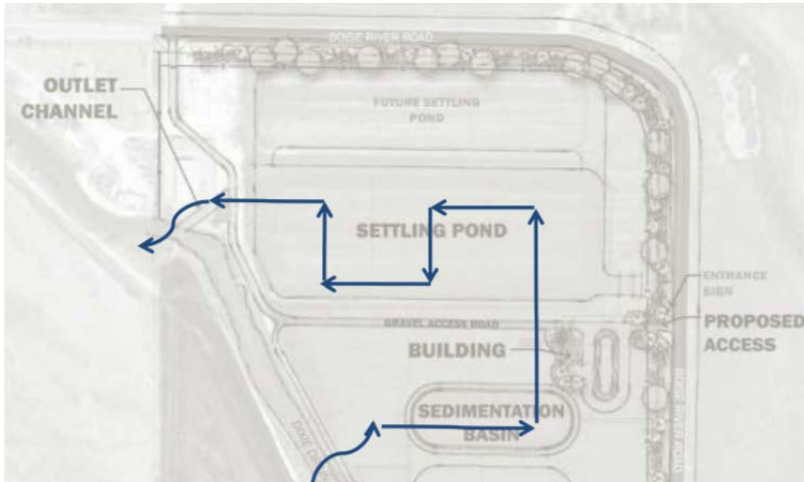 BOISE RIVER ROAD
OUTLET
CHANNEL
FUTURE SETTLING
POND
SETTLING POND
ENTRANCE
SIGN
GRAVEL ACCESS ROAD
PROPOSED
ACCESS
BUILDING
SEDIMENTATION
BASIN
DIXIE